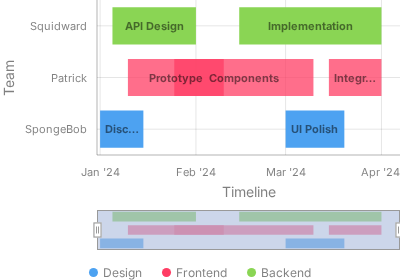 Squidward
API Design
Implementation
Team
Patrick
Prototype
Components
Integr...
SpongeBob
Disc...
UI Polish
Jan '24
Feb '24
Mar '24
Apr '24
Timeline
Design
Frontend
Backend